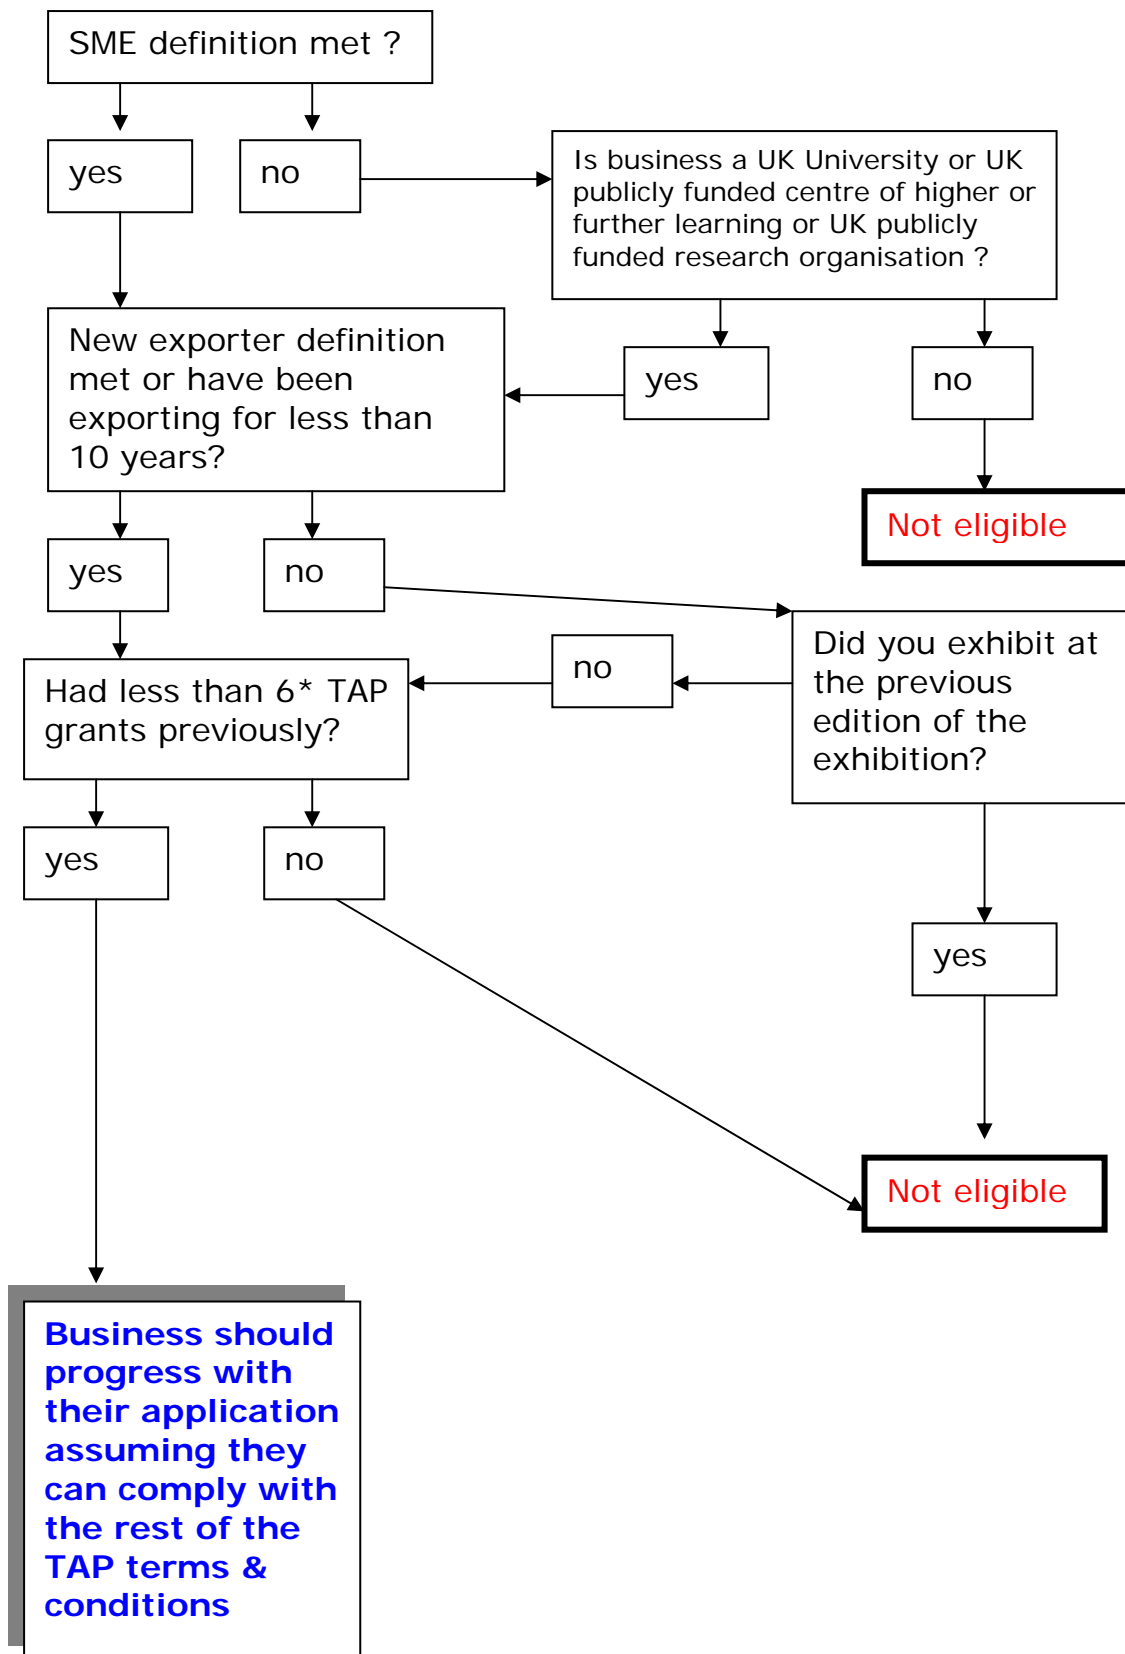 SME definition met ?
yes
no
Is business a UK University or UK
publicly funded centre of higher or
further learning or UK publicly
funded research organisation ?
New exporter definition
met or have been
exporting for less than
10 years?
yes
no
Not eligible
yes
no
Did you exhibit at
the previous
edition of the
exhibition?
no
Had less than 6* TAP
grants previously?
yes
no
yes
Not eligible
Business should
progress with
their application
assuming they
can comply with
the rest of the
TAP terms &
conditions